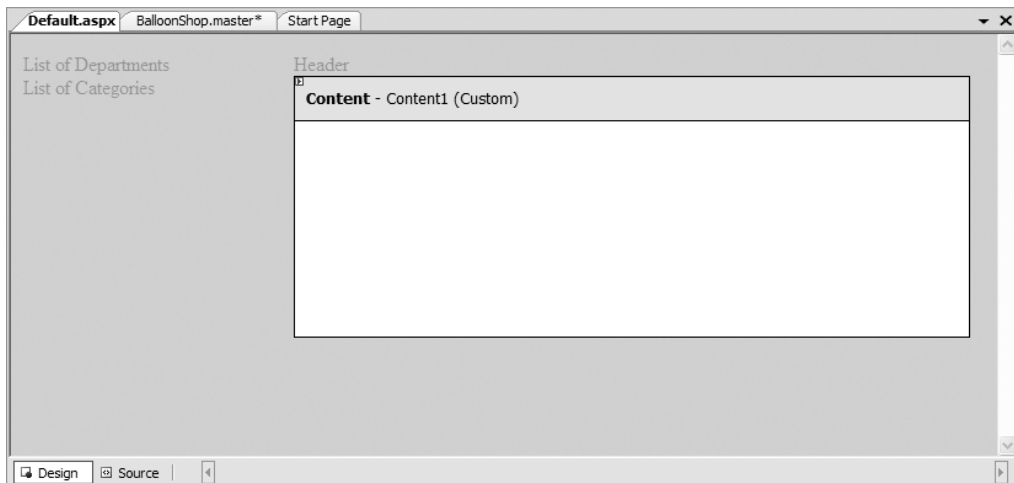 Default.aspx BalloonShop.master* Start Page
List of Departments
List of Categories
Header
Content - Content1 (Custom)
Design Source